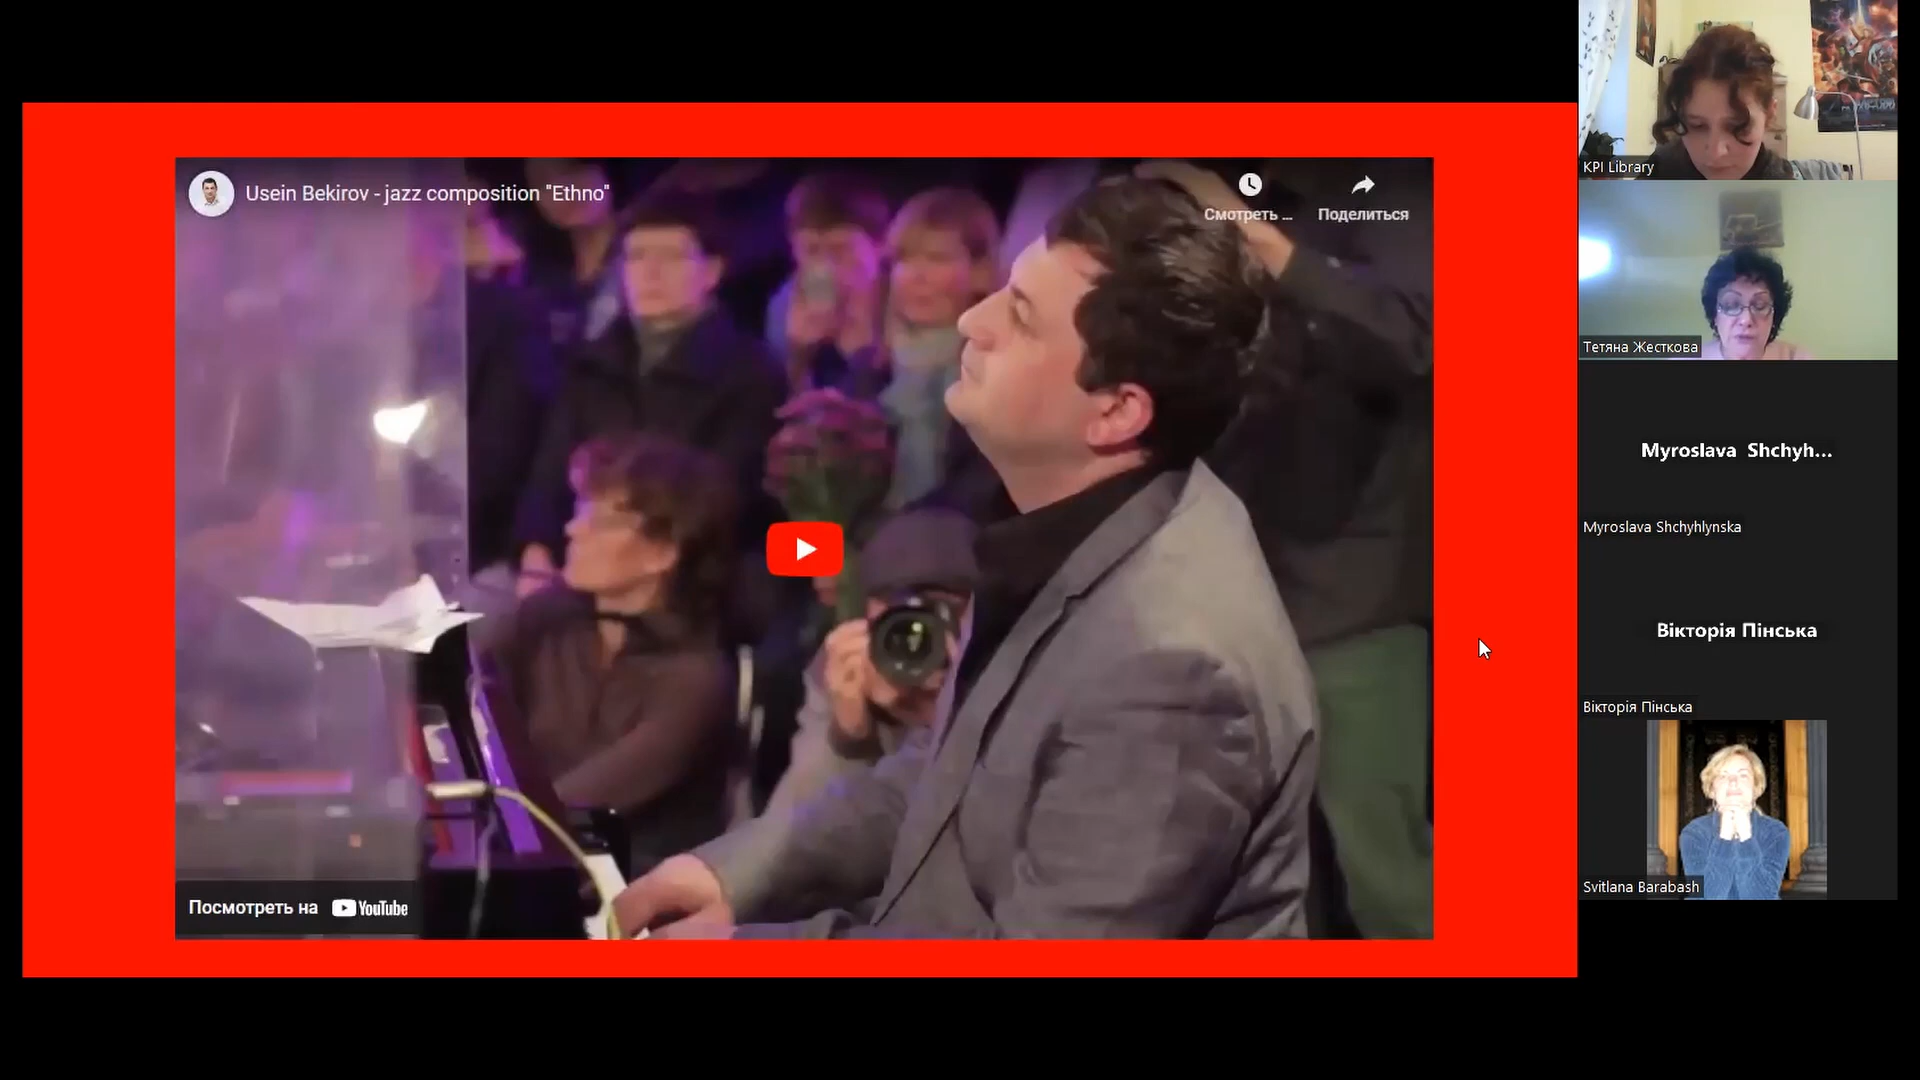 Usein Bekirov - jazz composition "Ethno"
Смотреть ...
Поделиться
Посмотреть на YouTube
KPI Library
Тетяна Жесткова
Myroslava Shchyh...
Myroslava Shchyhlynska
Вікторія Пінська
Вікторія Пінська
Svitlana Barabash